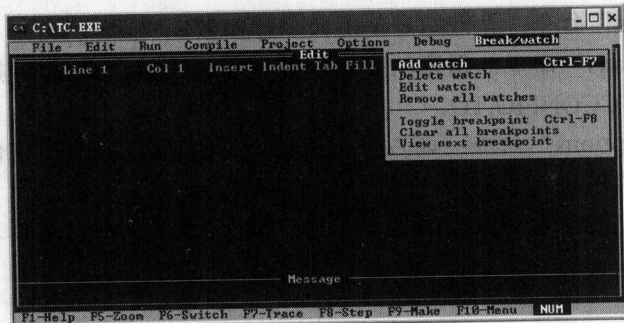 C:\TC.EXE
File Edit Run Compile Project Options Debug Break/watch
Edit
Line 1 Col 1 Insert Indent Tab Fill
Add watch Ctrl-F7
Delete watch
Edit watch
Remove all watches
Toggle breakpoint Ctrl-F8
Clear all breakpoints
View next breakpoint
Message
F1-Help F5-Zoom F6-Switch F7-Trace F8-Step F9-Make F10-Menu NUM